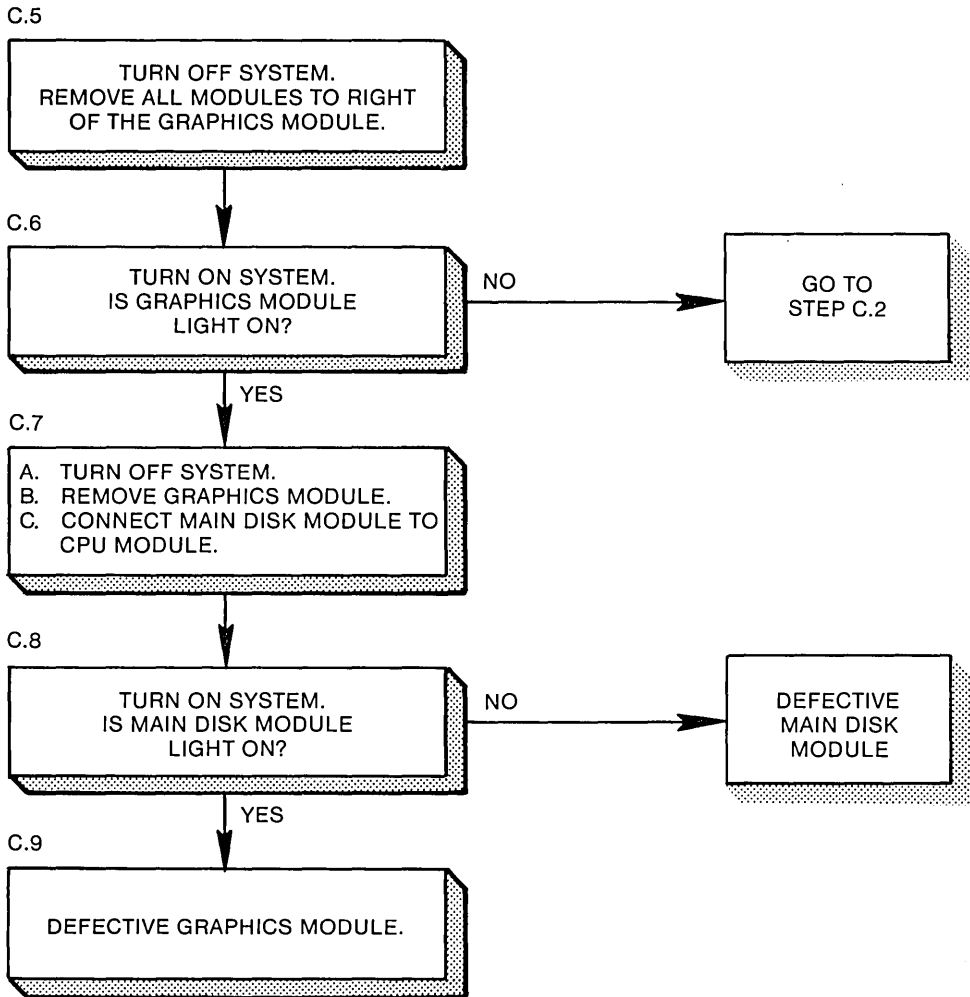 C.5
TURN OFF SYSTEM.
REMOVE ALL MODULES TO RIGHT
OF THE GRAPHICS MODULE.
C.6
TURN ON SYSTEM.
IS GRAPHICS MODULE
LIGHT ON?
NO
GO TO
STEP C.2
YES
C.7
A. TURN OFF SYSTEM.
B. REMOVE GRAPHICS MODULE.
C. CONNECT MAIN DISK MODULE TO
CPU MODULE.
C.8
TURN ON SYSTEM.
IS MAIN DISK MODULE
LIGHT ON?
NO
DEFECTIVE
MAIN DISK
MODULE
YES
C.9
DEFECTIVE GRAPHICS MODULE.